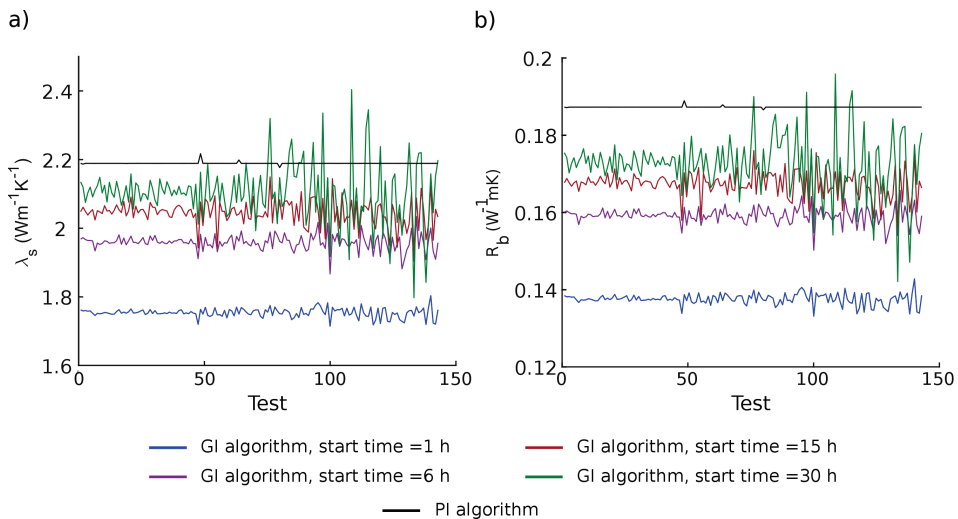 a)
b)
λs (Wm-1K-1)
2.4
2.2
2
1.8
1.6
0
50
100
150
Test
Rb (W-1mK)
0.2
0.18
0.16
0.14
0.12
0
50
100
150
Test
GI algorithm, start time =1 h
GI algorithm, start time =15 h
GI algorithm, start time =6 h
GI algorithm, start time =30 h
PI algorithm